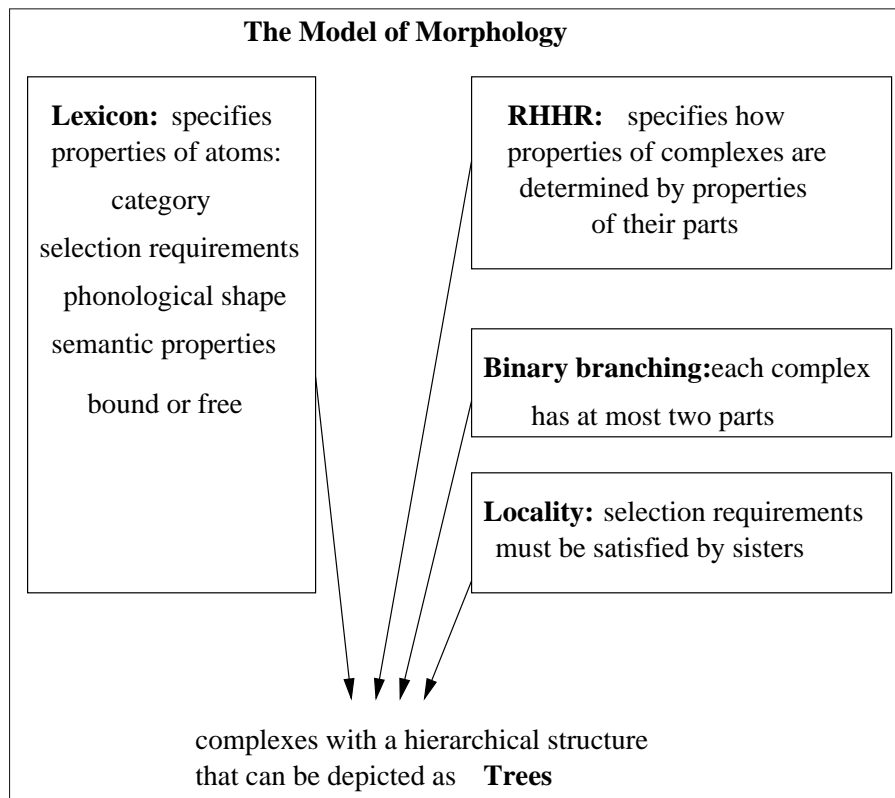 The Model of Morphology
Lexicon: specifies
properties of atoms:
category
selection requirements
phonological shape
semantic properties
bound or free
RHHR: specifies how
properties of complexes are
determined by properties
of their parts
Binary branching:each complex
has at most two parts
Locality: selection requirements
must be satisfied by sisters
complexes with a hierarchical structure
that can be depicted as Trees